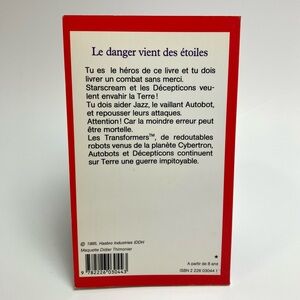 Le danger vient des étoiles
Tu es le héros de ce livre et tu dois
livrer un combat sans merci.
Starscream et les Décepticons veu-
lent envahir la Terre !
Tu dois aider Jazz, le vaillant Autobot,
et repousser leurs attaques.
Attention ! Car la moindre erreur peut
être mortelle.
Les Transformers™, de redoutables
robots venus de la planète Cybertron,
Autobots et Décepticons continuent
sur Terre une guerre impitoyable.
© 1985, Hasbro Industries IDDH
Maquette Didier Thimonier
9782226030443
*
A partir de 8 ans
ISBN 2 226 03044 1